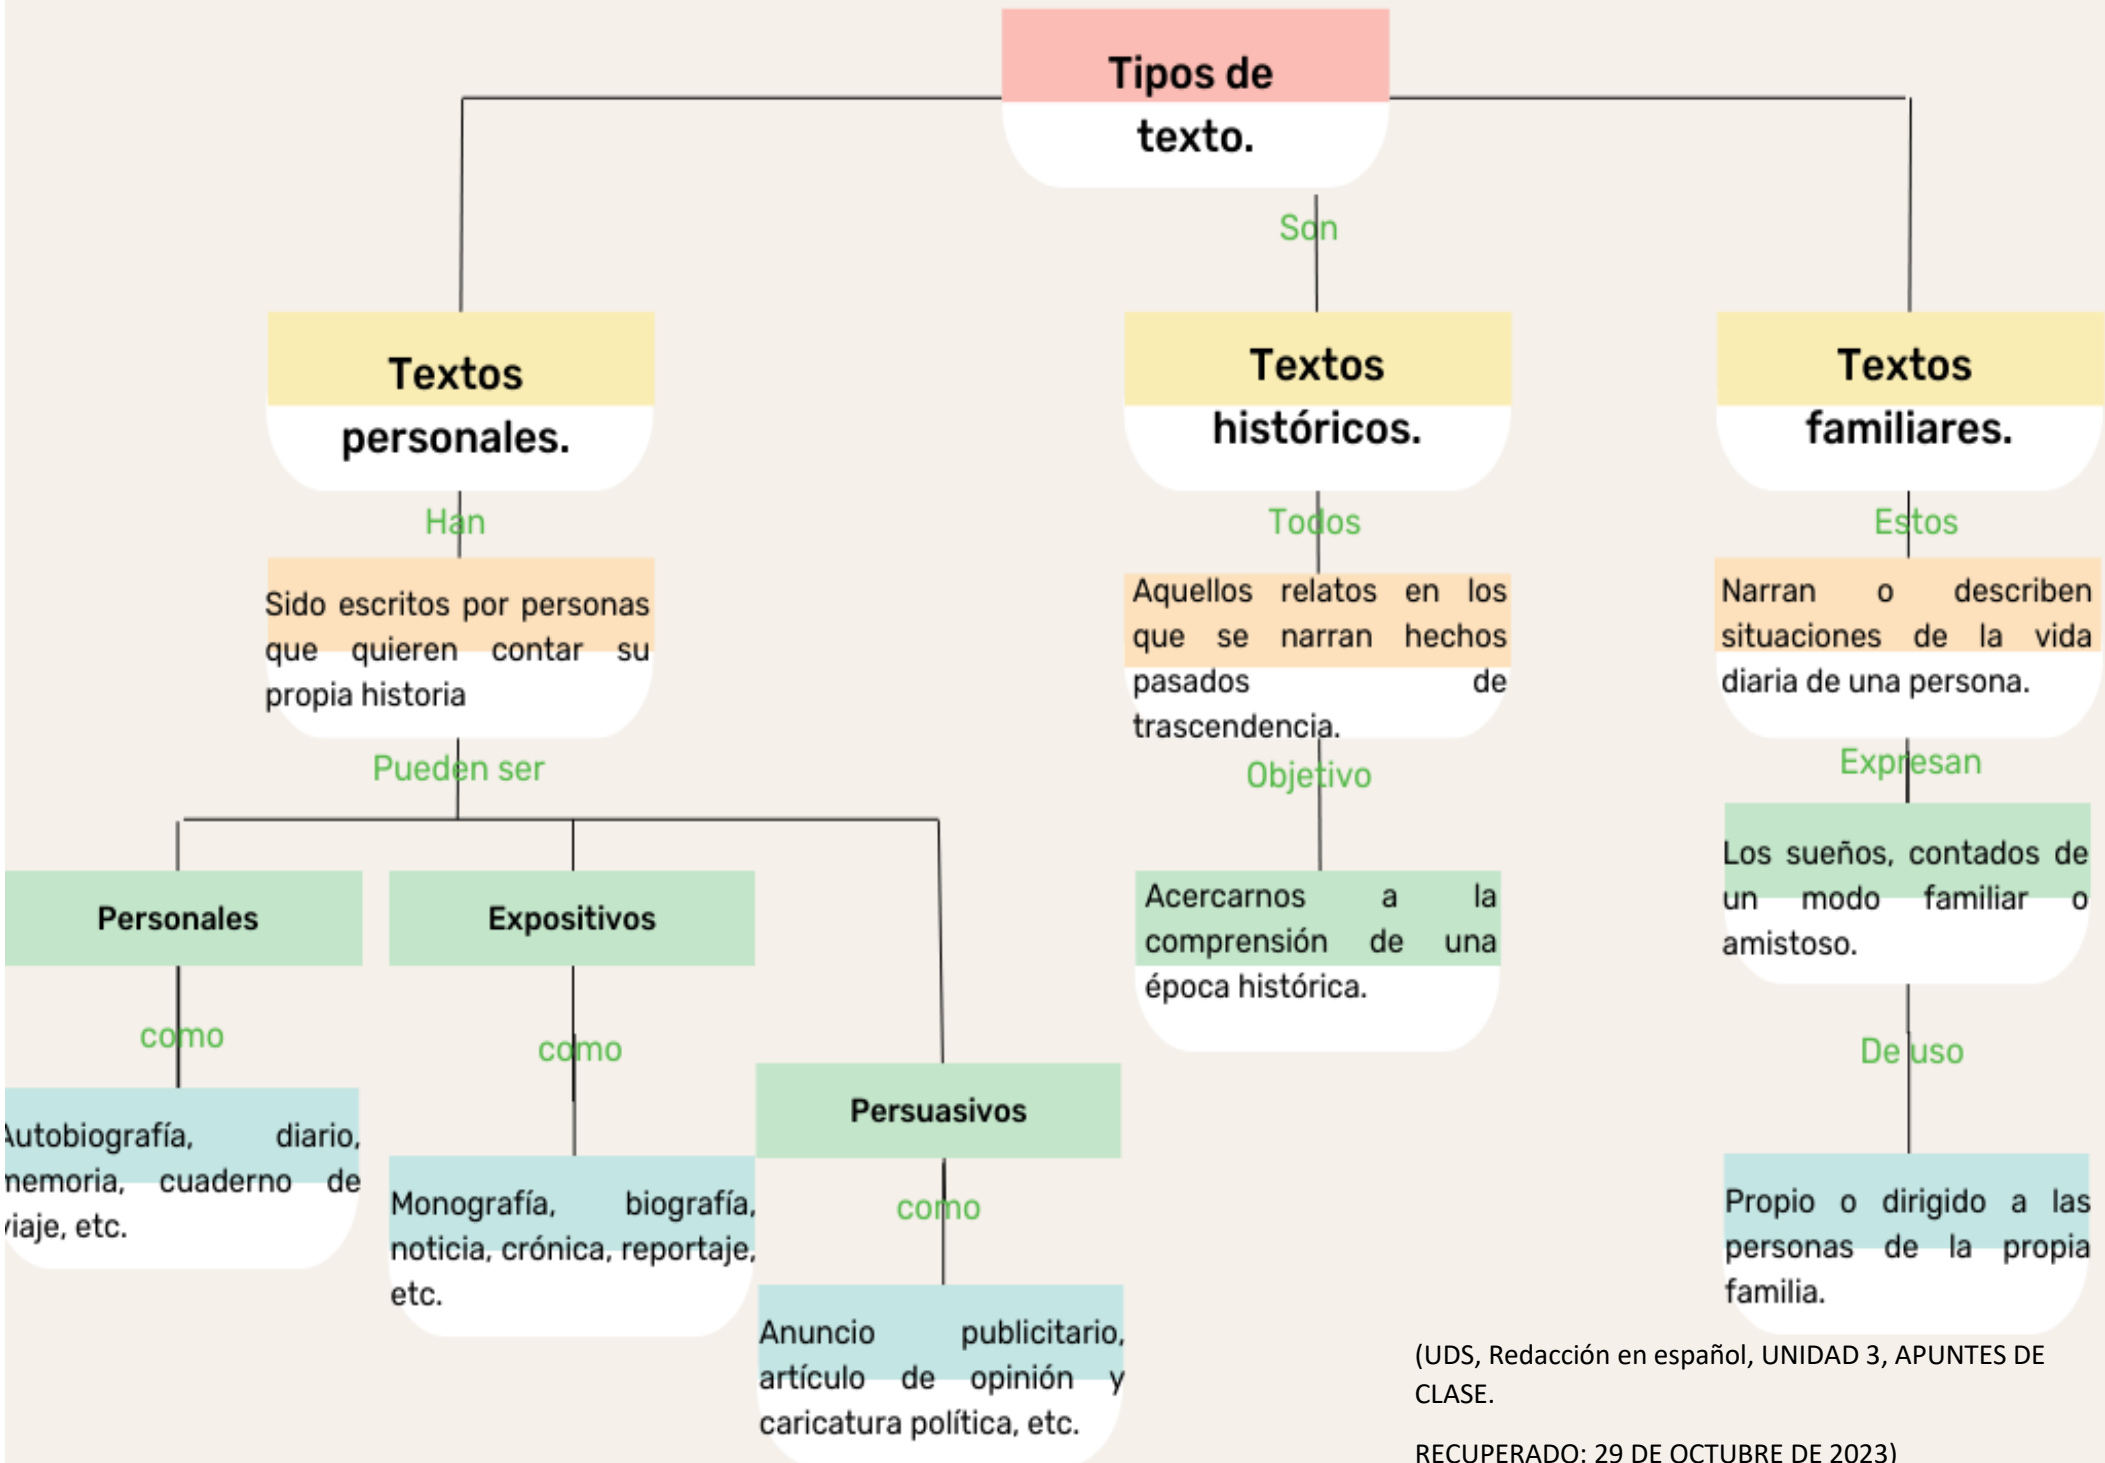 Tipos de
texto.
Son
Textos
personales.
Han
Sido escritos por personas
que quieren contar su
propia historia
Pueden ser
Personales
como
Autobiografía, diario,
memoria, cuaderno de
viaje, etc.
Expositivos
como
Monografía, biografía,
noticia, crónica, reportaje,
etc.
Persuasivos
como
Anuncio publicitario,
artículo de opinión y
caricatura política, etc.
Textos
históricos.
Todos
Aquellos relatos en los
que se narran hechos
pasados de
trascendencia.
Objetivo
Acercarnos a la
comprensión de una
época histórica.
Textos
familiares.
Estos
Narran o describen
situaciones de la vida
diaria de una persona.
Expresan
Los sueños, contados de
un modo familiar o
amistoso.
De uso
Propio o dirigido a las
personas de la propia
familia.
(UDS, Redacción en español, UNIDAD 3, APUNTES DE
CLASE.
RECUPERADO: 29 DE OCTUBRE DE 2023)